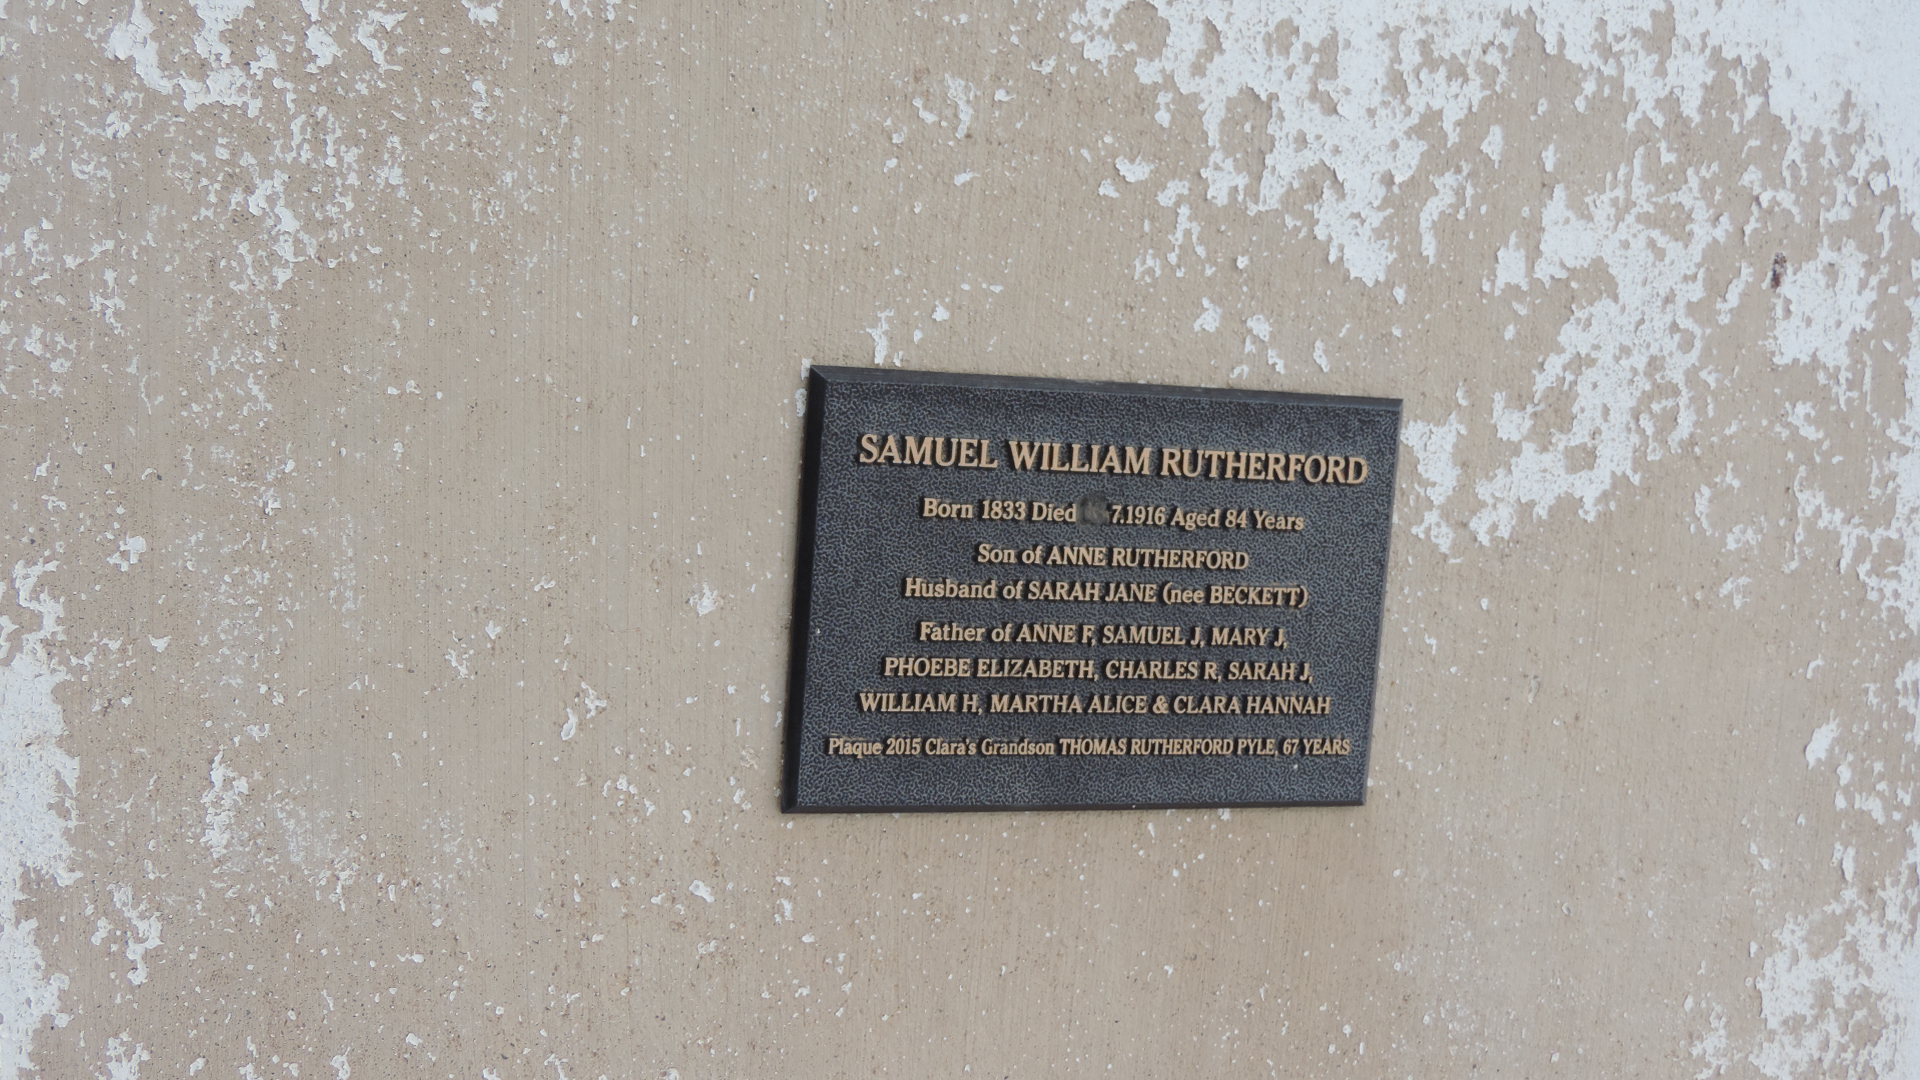 SAMUEL WILLIAM RUTHERFORD
Born 1833 Died 7.1916 Aged 84 Years
Son of ANNE RUTHERFORD
Husband of SARAH JANE (nee BECKETT)
Father of ANNE F, SAMUEL J, MARY J,
PHOEBE ELIZABETH, CHARLES R, SARAH J,
WILLIAM H, MARTHA ALICE & CLARA HANNAH
Plaque 2015 Clara's Grandson THOMAS RUTHERFORD PYLE, 67 YEARS